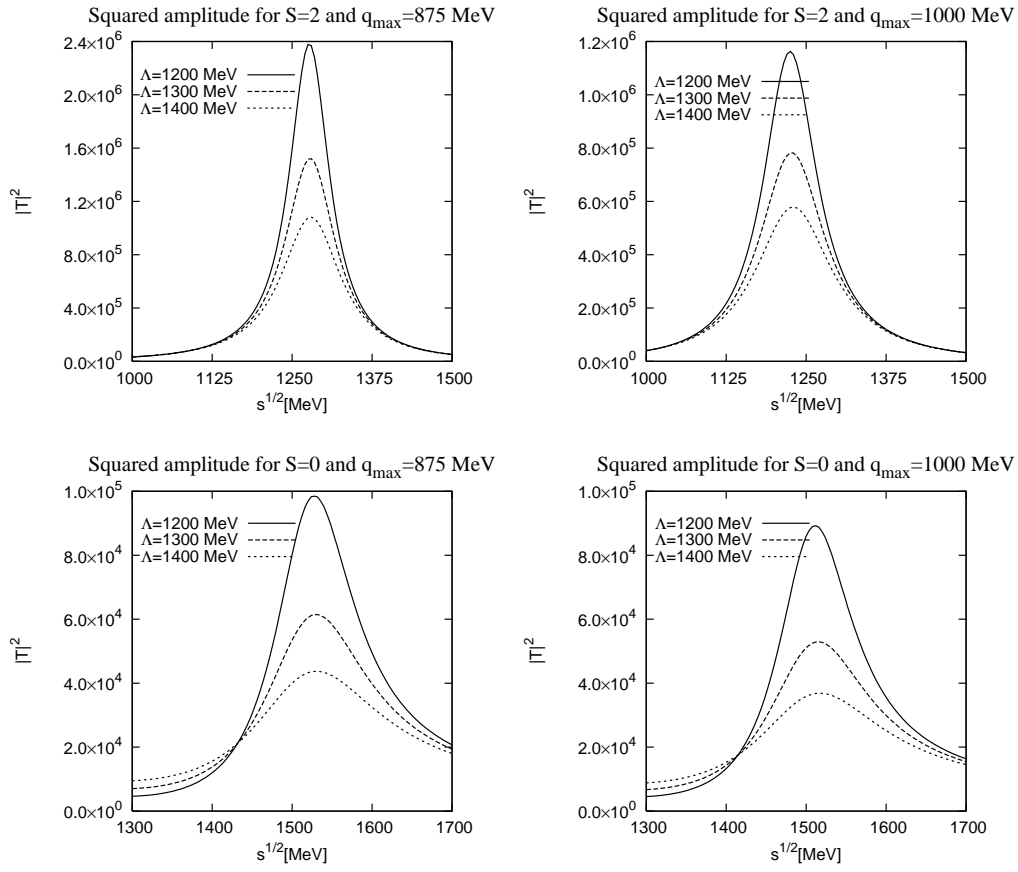 Squared amplitude for S=2 and q_max=875 MeV
2.4×10^6
2.0×10^6
1.6×10^6
1.2×10^6
8.0×10^5
4.0×10^5
0.0×10^0
|T|^2
Λ=1200 MeV
Λ=1300 MeV
Λ=1400 MeV
1000 1125 1250 1375 1500
s^1/2[MeV]
Squared amplitude for S=2 and q_max=1000 MeV
1.2×10^6
1.0×10^6
8.0×10^5
6.0×10^5
4.0×10^5
2.0×10^5
0.0×10^0
|T|^2
Λ=1200 MeV
Λ=1300 MeV
Λ=1400 MeV
1000 1125 1250 1375 1500
s^1/2[MeV]
Squared amplitude for S=0 and q_max=875 MeV
1.0×10^5
8.0×10^4
6.0×10^4
4.0×10^4
2.0×10^4
0.0×10^0
|T|^2
Λ=1200 MeV
Λ=1300 MeV
Λ=1400 MeV
1300 1400 1500 1600 1700
s^1/2[MeV]
Squared amplitude for S=0 and q_max=1000 MeV
1.0×10^5
8.0×10^4
6.0×10^4
4.0×10^4
2.0×10^4
0.0×10^0
|T|^2
Λ=1200 MeV
Λ=1300 MeV
Λ=1400 MeV
1300 1400 1500 1600 1700
s^1/2[MeV]